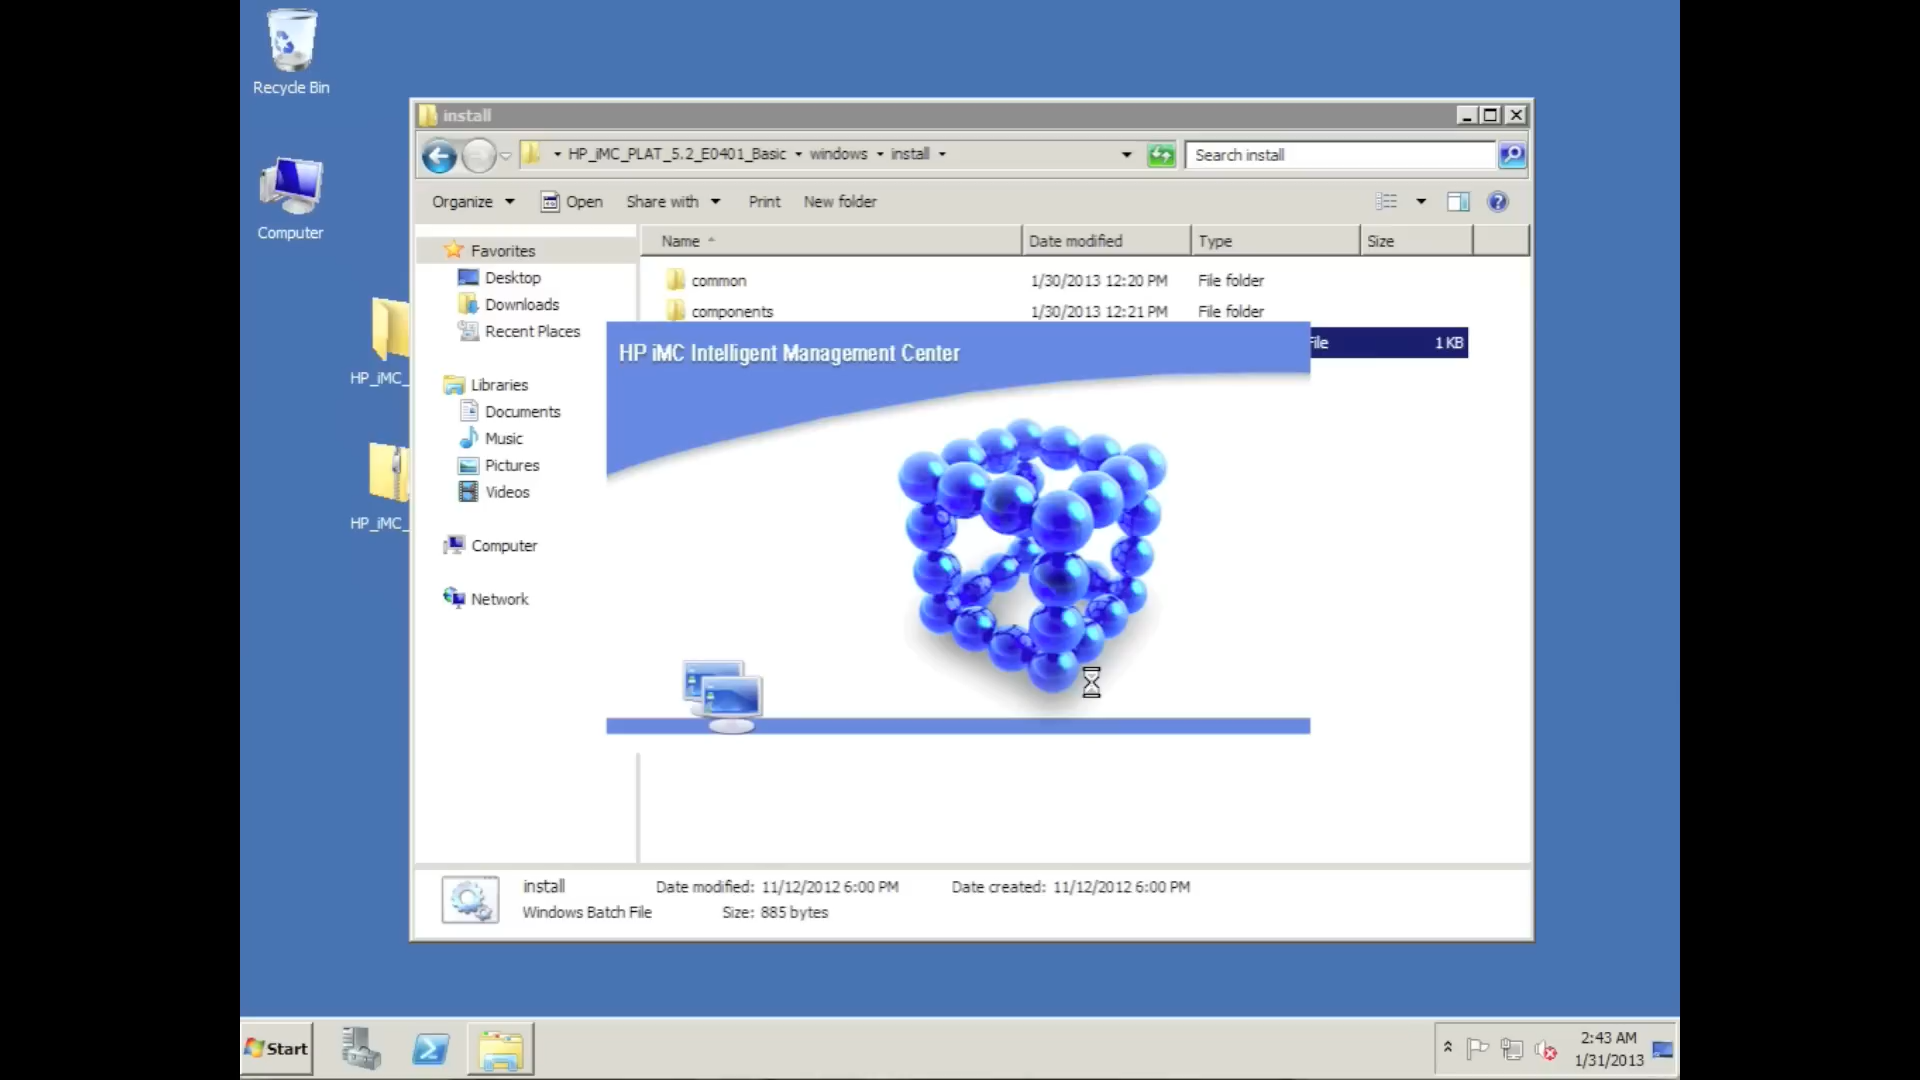 Recycle Bin
Computer
HP_iMC_
HP_iMC_
install
HP_iMC_PLAT_5.2_E0401_Basic windows install
Search install
Organize Open Share with Print New folder
Name Date modified Type Size
Favorites
Desktop
Downloads
Recent Places
Libraries
Documents
Music
Pictures
Videos
Computer
Network
common 1/30/2013 12:20 PM File folder
components 1/30/2013 12:21 PM File folder
File 1 KB
HP iMC Intelligent Management Center
install Date modified: 11/12/2012 6:00 PM Date created: 11/12/2012 6:00 PM
Windows Batch File Size: 885 bytes
Start
2:43 AM
1/31/2013